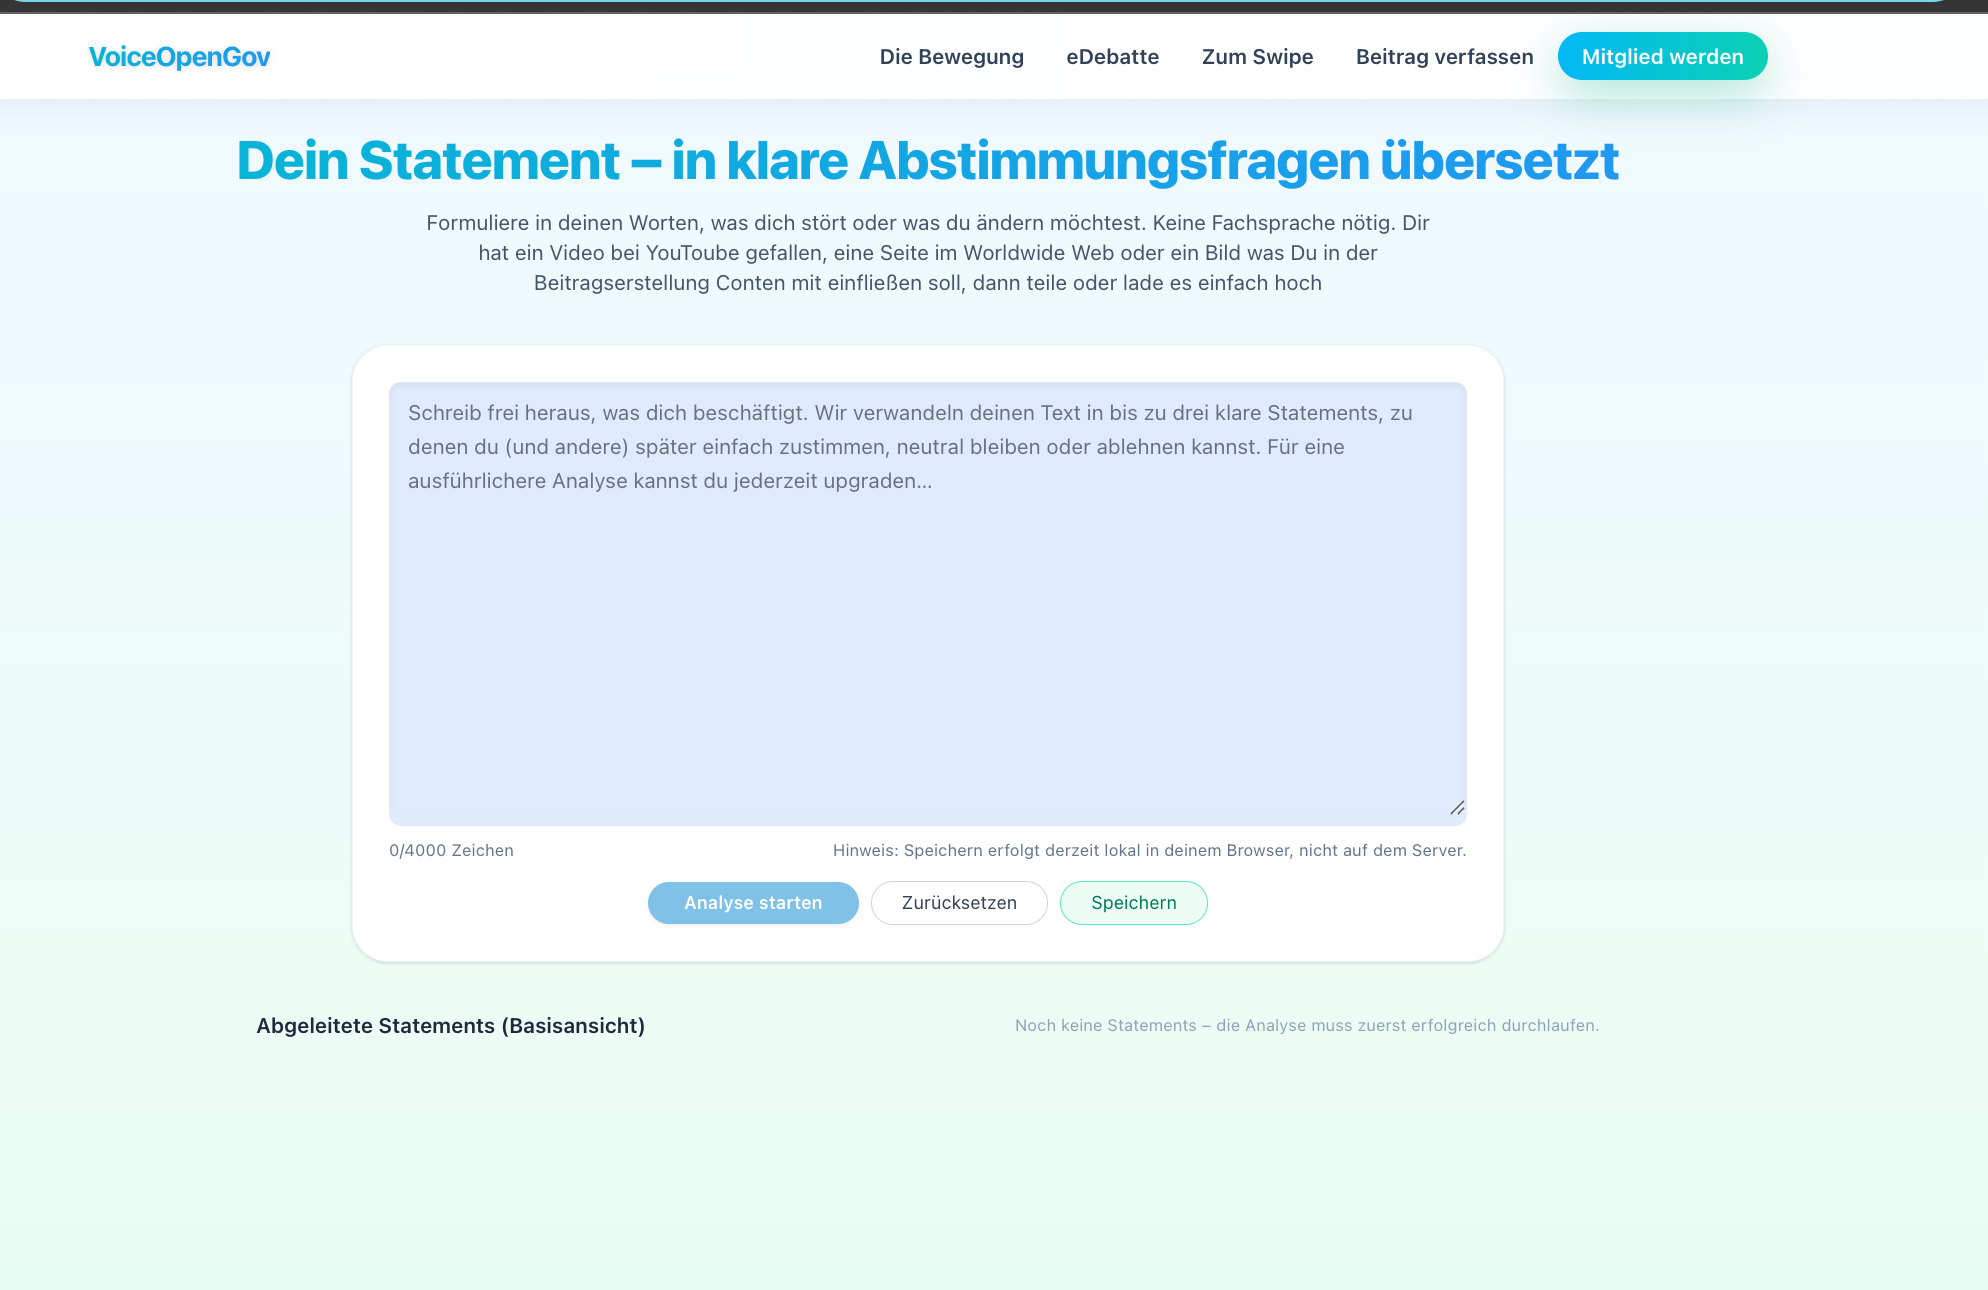 VoiceOpenGov
Die Bewegung
eDebatte
Zum Swipe
Beitrag verfassen
Mitglied werden
Dein Statement – in klare Abstimmungsfragen übersetzt
Formuliere in deinen Worten, was dich stört oder was du ändern möchtest. Keine Fachsprache nötig. Dir
hat ein Video bei YouToube gefallen, eine Seite im Worldwide Web oder ein Bild was Du in der
Beitragserstellung Conten mit einfließen soll, dann teile oder lade es einfach hoch
Schreib frei heraus, was dich beschäftigt. Wir verwandeln deinen Text in bis zu drei klare Statements, zu
denen du (und andere) später einfach zustimmen, neutral bleiben oder ablehnen kannst. Für eine
ausführlichere Analyse kannst du jederzeit upgraden…
0/4000 Zeichen
Hinweis: Speichern erfolgt derzeit lokal in deinem Browser, nicht auf dem Server.
Analyse starten
Zurücksetzen
Speichern
Abgeleitete Statements (Basisansicht)
Noch keine Statements – die Analyse muss zuerst erfolgreich durchlaufen.